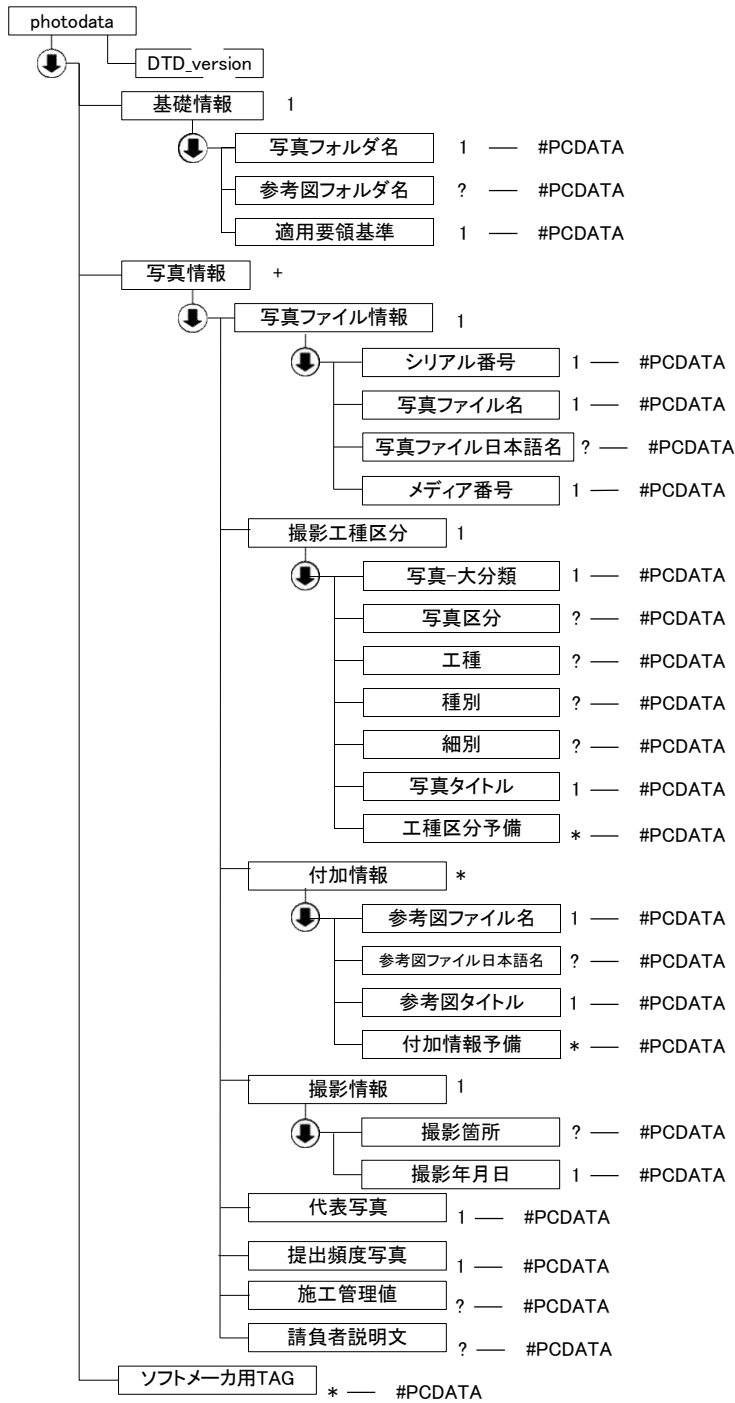 photodata
DTD_version
基礎情報 1
写真フォルダ名 1 — #PCDATA
参考図フォルダ名 ? — #PCDATA
適用要領基準 1 — #PCDATA
写真情報 +
写真ファイル情報 1
シリアル番号 1 — #PCDATA
写真ファイル名 1 — #PCDATA
写真ファイル日本語名 ? — #PCDATA
メディア番号 1 — #PCDATA
撮影工種区分 1
写真-大分類 1 — #PCDATA
写真区分 ? — #PCDATA
工種 ? — #PCDATA
種別 ? — #PCDATA
細別 ? — #PCDATA
写真タイトル 1 — #PCDATA
工種区分予備 * — #PCDATA
付加情報 *
参考図ファイル名 1 — #PCDATA
参考図ファイル日本語名 ? — #PCDATA
参考図タイトル 1 — #PCDATA
付加情報予備 * — #PCDATA
撮影情報 1
撮影箇所 ? — #PCDATA
撮影年月日 1 — #PCDATA
代表写真 1 — #PCDATA
提出頻度写真 1 — #PCDATA
施工管理値 ? — #PCDATA
請負者説明文 ? — #PCDATA
ソフトメーカ用TAG * — #PCDATA